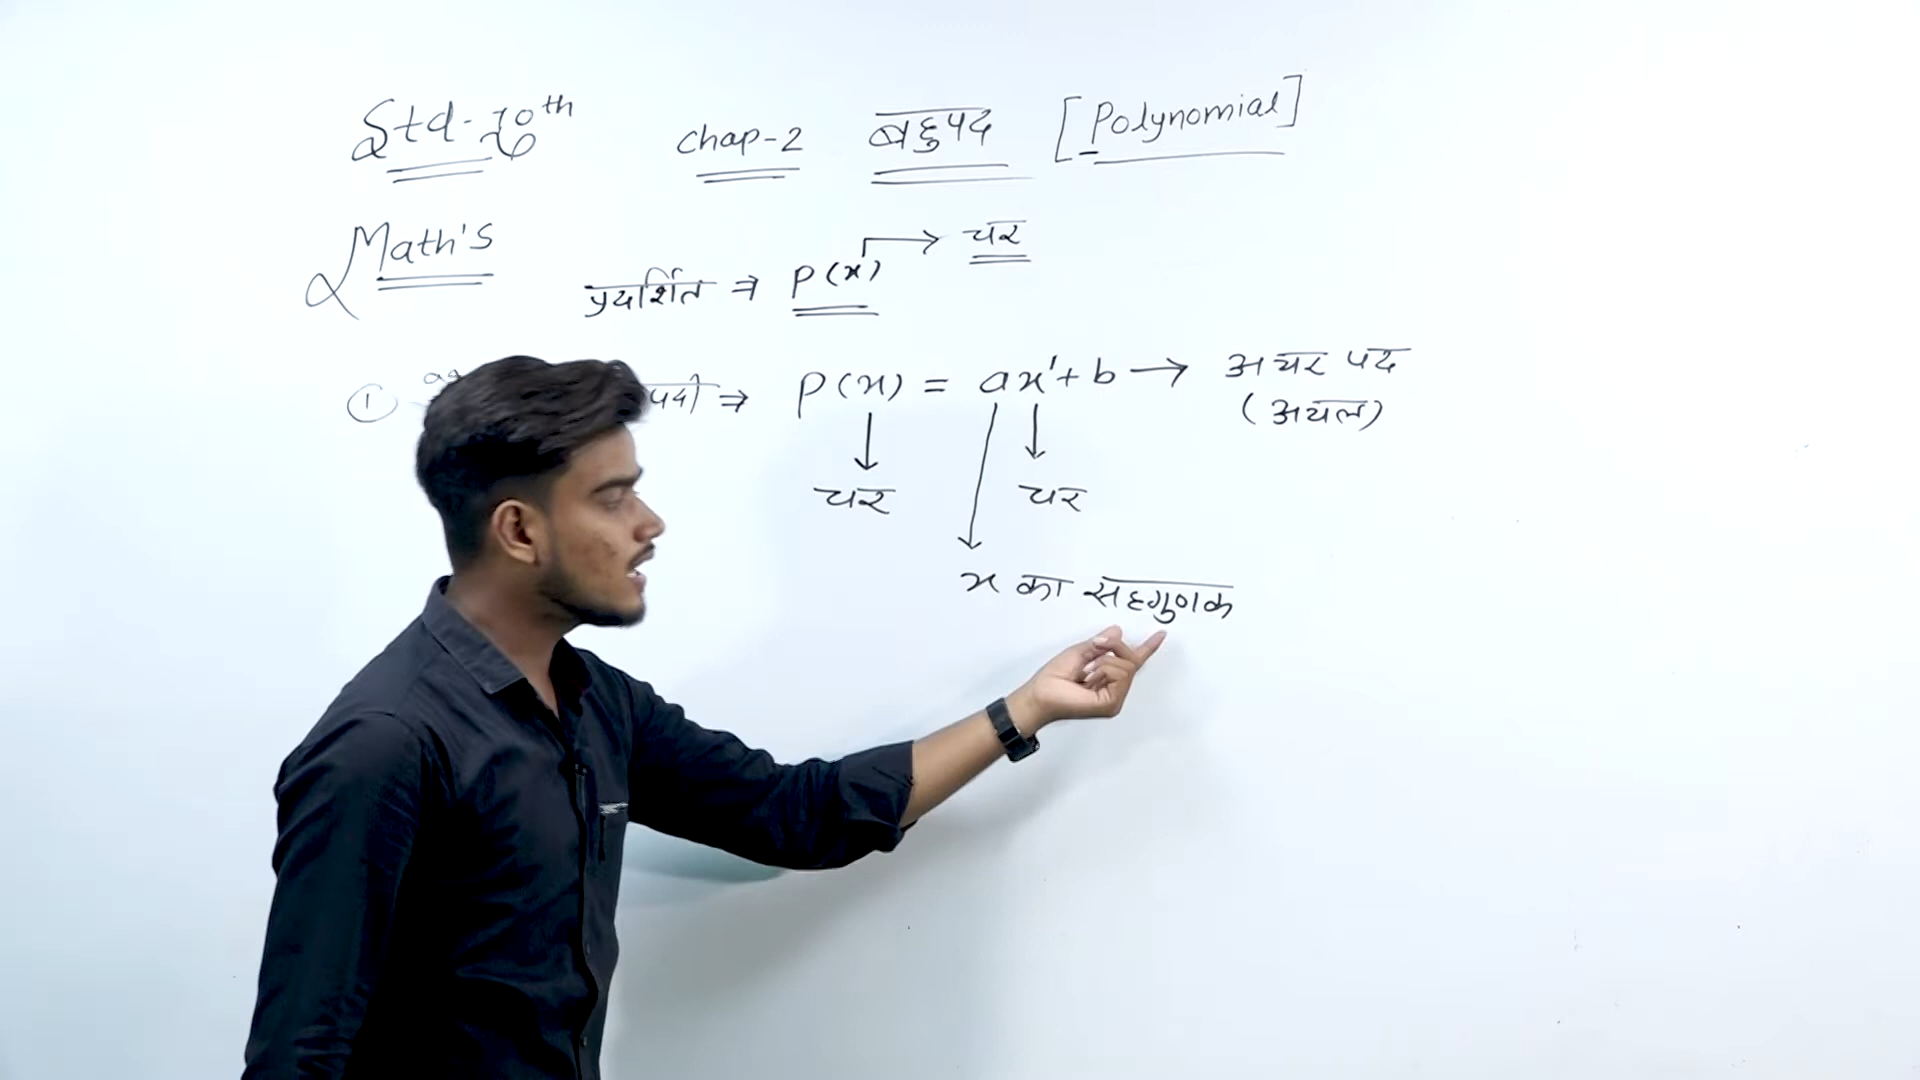 Std-10th chap-2 बहुपद [Polynomial]
Math's
प्रदर्शित ⇒ P(x) → चर
① पदी ⇒ P(x) = ax¹+b → अचर पद
(अचल)
चर चर
x का सहगुणक